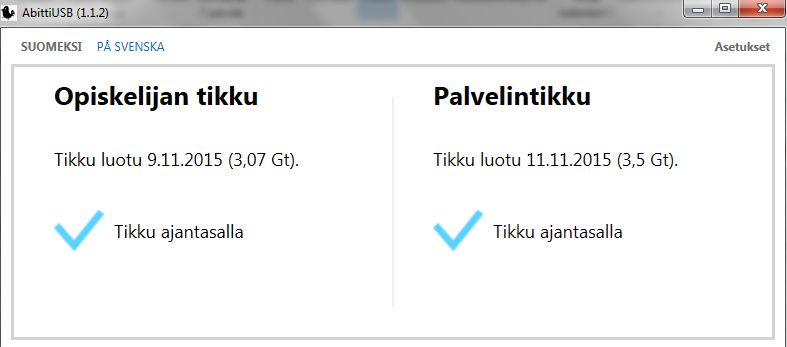 AbittiUSB (1.1.2)
SUOMEKSI PÅ SVENSKA Asetukset
Opiskelijan tikku
Tikku luotu 9.11.2015 (3,07 Gt).
Tikku ajantasalla
Palvelintikku
Tikku luotu 11.11.2015 (3,5 Gt).
Tikku ajantasalla